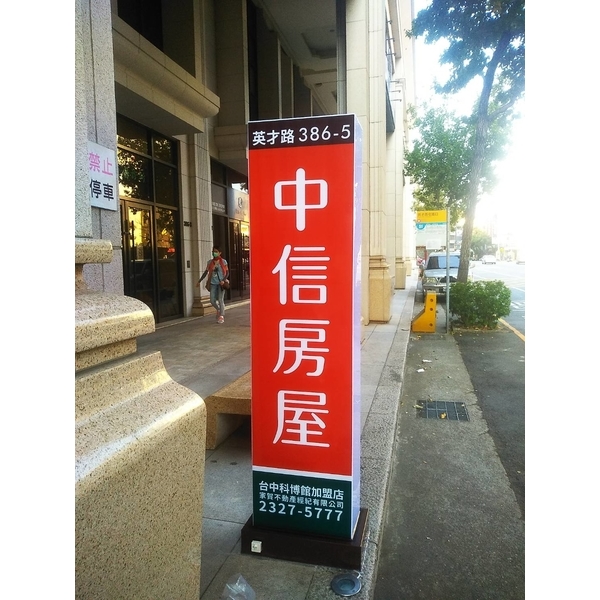 英才路 386-5
中信房屋
台中科博館加盟店
家賀不動產經紀有限公司
2327-5777
禁止
停車